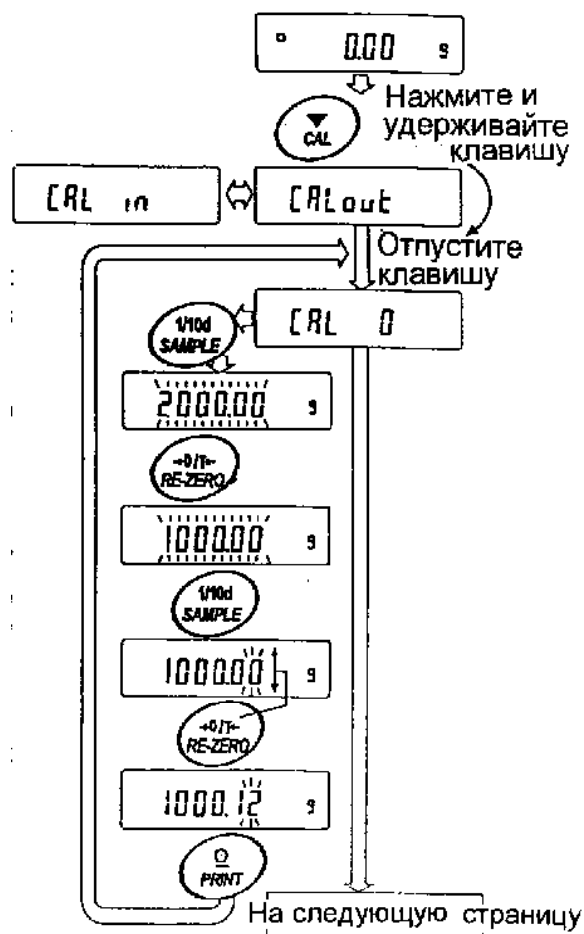 0.00 g
▼
CAL
Нажмите и
удерживайте
клавишу
CAL in
CALout
Отпустите
клавишу
CAL 0
1/10d
SAMPLE
2000.00 g
→0/T←
RE-ZERO
1000.00 g
1/10d
SAMPLE
1000.00 g
→0/T←
RE-ZERO
1000.12 g
PRINT
На следующую страницу